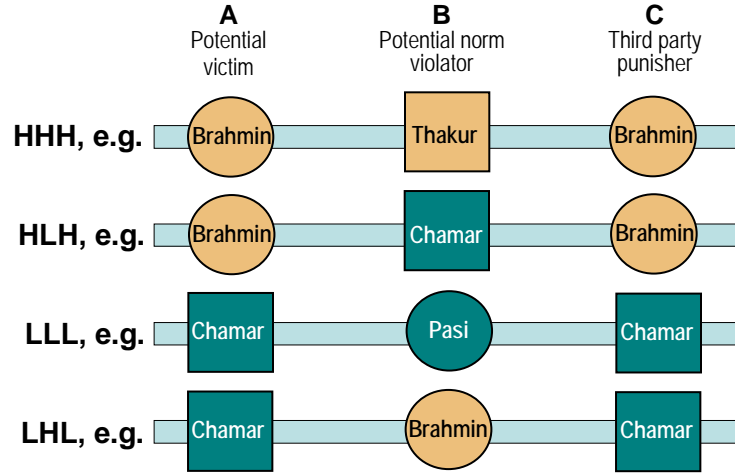 A
Potential
victim
B
Potential norm
violator
C
Third party
punisher
HHH, e.g. Brahmin Thakur Brahmin
HLH, e.g. Brahmin Chamar Brahmin
LLL, e.g. Chamar Pasi Chamar
LHL, e.g. Chamar Brahmin Chamar